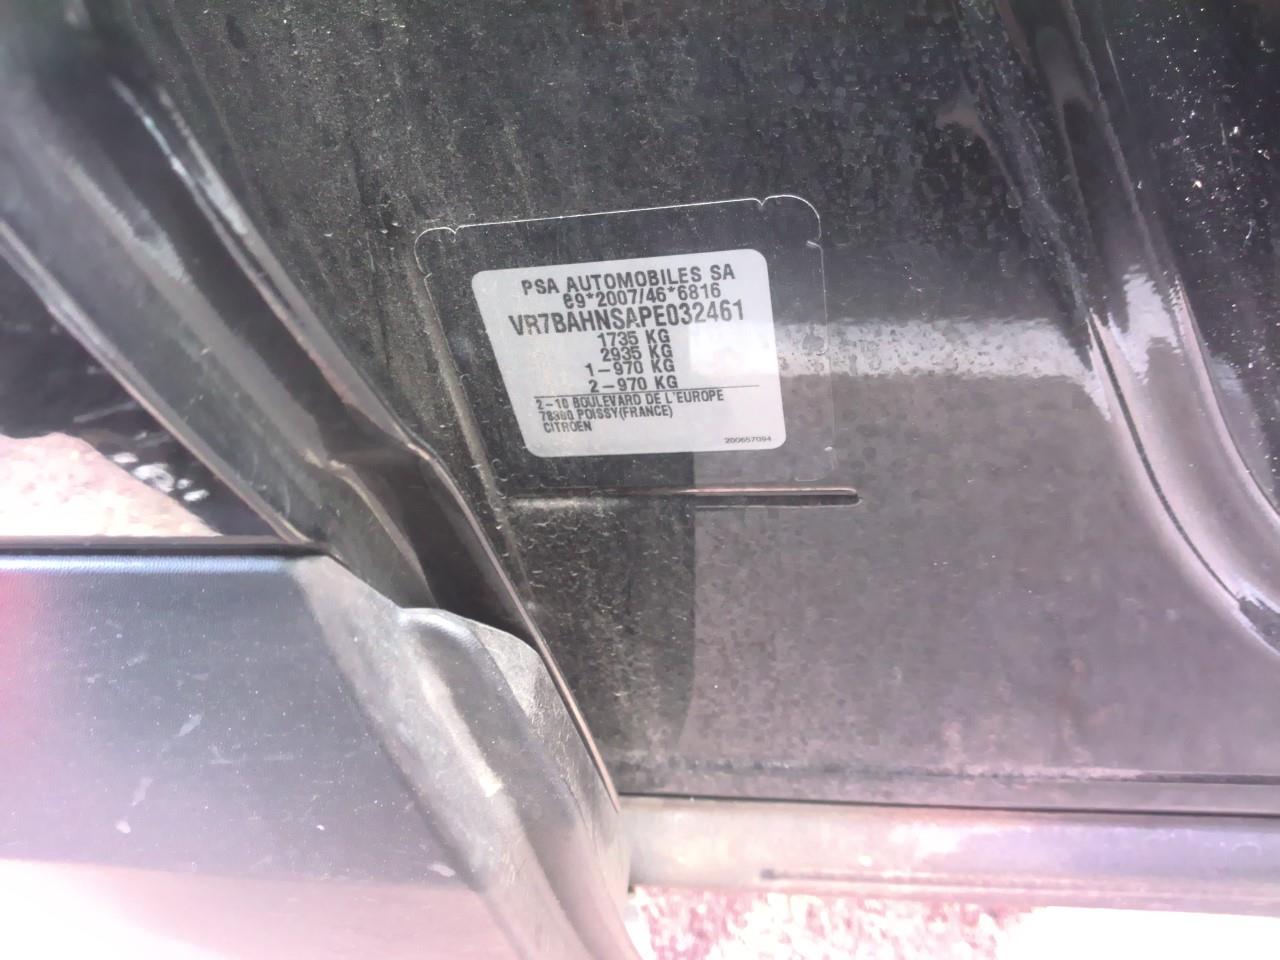 PSA AUTOMOBILES SA
e9*2007/46*6816
VR7BAHNSAPE032461
1735 KG
2935 KG
1-970 KG
2-970 KG
2-10 BOULEVARD DE L'EUROPE
78300 POISSY(FRANCE)
CITROEN
200657094